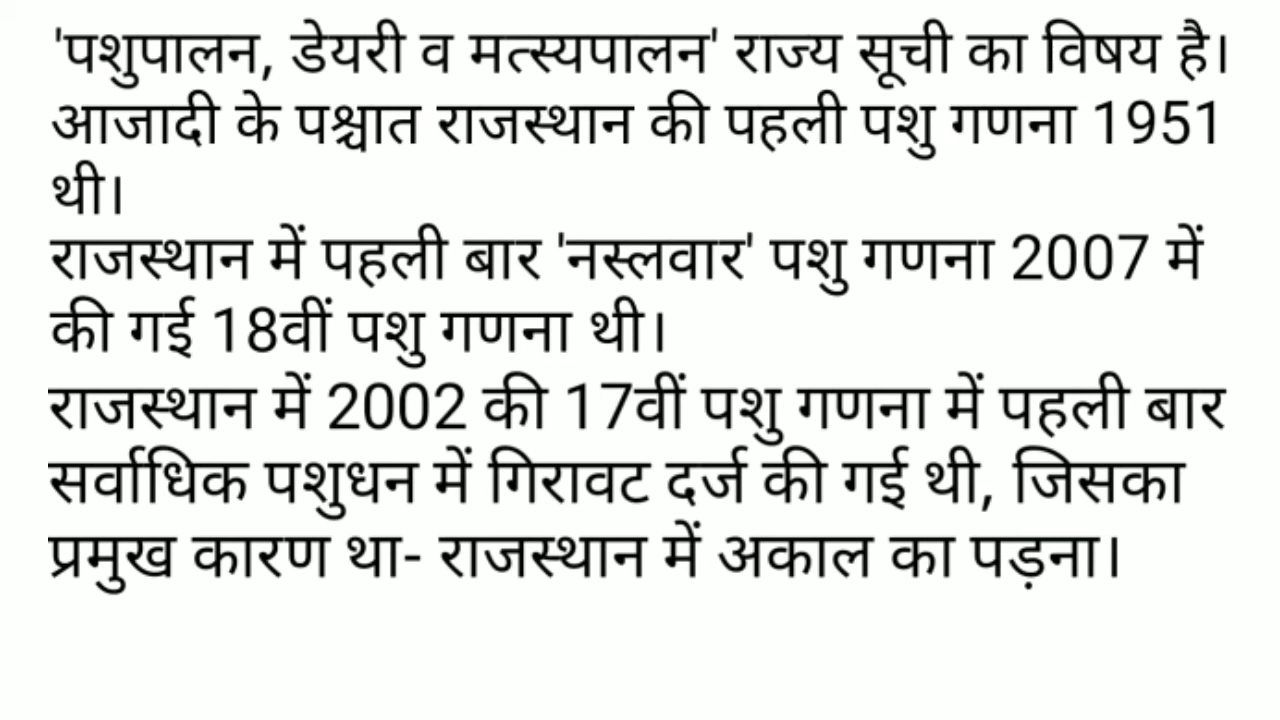 'पशुपालन, डेयरी व मत्स्यपालन' राज्य सूची का विषय है।
आजादी के पश्चात राजस्थान की पहली पशु गणना 1951
थी।
राजस्थान में पहली बार 'नस्लवार' पशु गणना 2007 में
की गई 18वीं पशु गणना थी।
राजस्थान में 2002 की 17वीं पशु गणना में पहली बार
सर्वाधिक पशुधन में गिरावट दर्ज की गई थी, जिसका
प्रमुख कारण था- राजस्थान में अकाल का पड़ना।